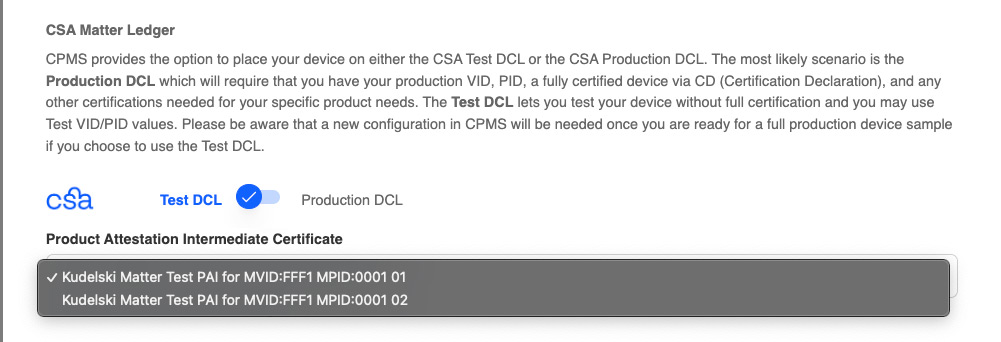 CSA Matter Ledger
CPMS provides the option to place your device on either the CSA Test DCL or the CSA Production DCL. The most likely scenario is the
Production DCL which will require that you have your production VID, PID, a fully certified device via CD (Certification Declaration), and any
other certifications needed for your specific product needs. The Test DCL lets you test your device without full certification and you may use
Test VID/PID values. Please be aware that a new configuration in CPMS will be needed once you are ready for a full production device sample
if you choose to use the Test DCL.
csa Test DCL Production DCL
Product Attestation Intermediate Certificate
✓ Kudelski Matter Test PAI for MVID:FFF1 MPID:0001 01
Kudelski Matter Test PAI for MVID:FFF1 MPID:0001 02